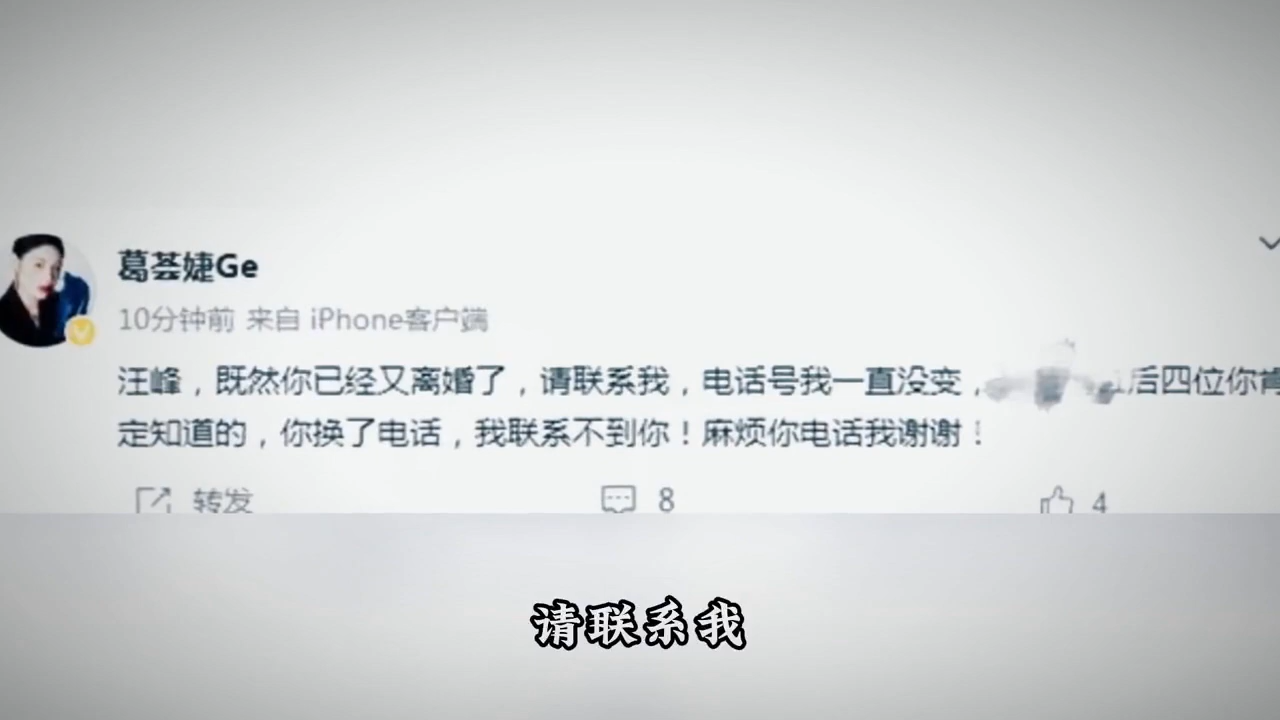 葛荟婕Ge
10分钟前 来自 iPhone客户端
汪峰，既然你已经又离婚了，请联系我，电话号我一直没变，1后四位你肯
定知道的，你换了电话，我联系不到你！麻烦你电话我谢谢！
转发 8 4
请联系我